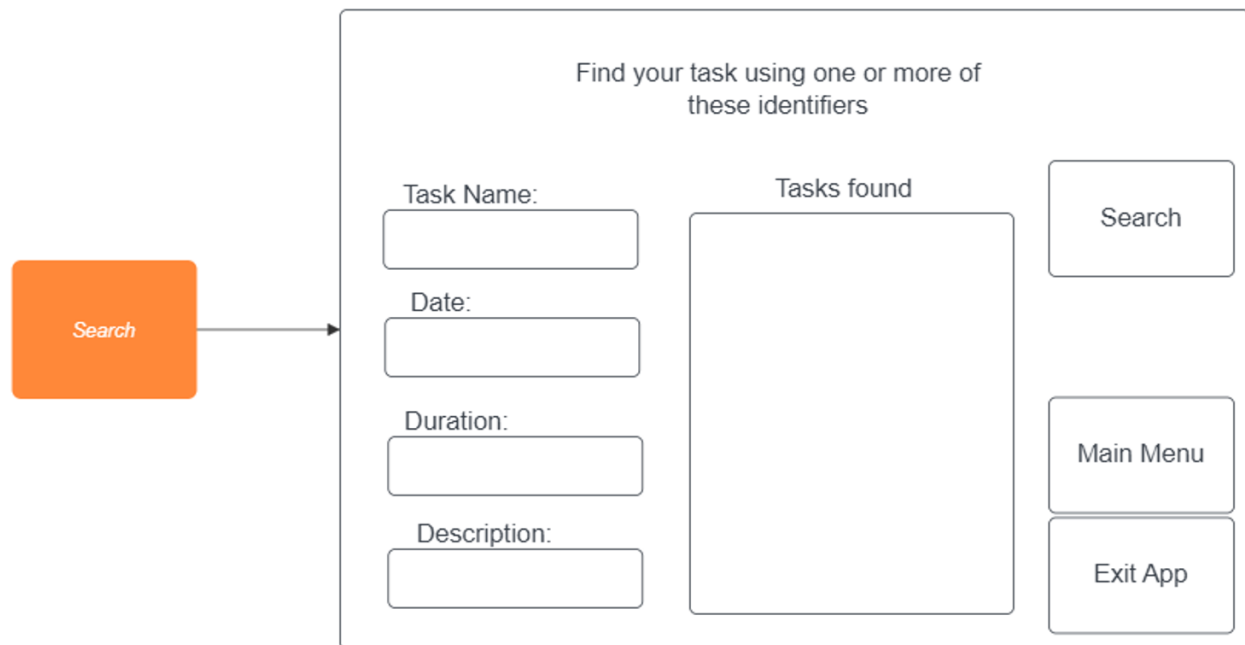 Find your task using one or more of
these identifiers
Task Name:
Tasks found
Search
Date:
Search
Duration:
Main Menu
Description:
Exit App